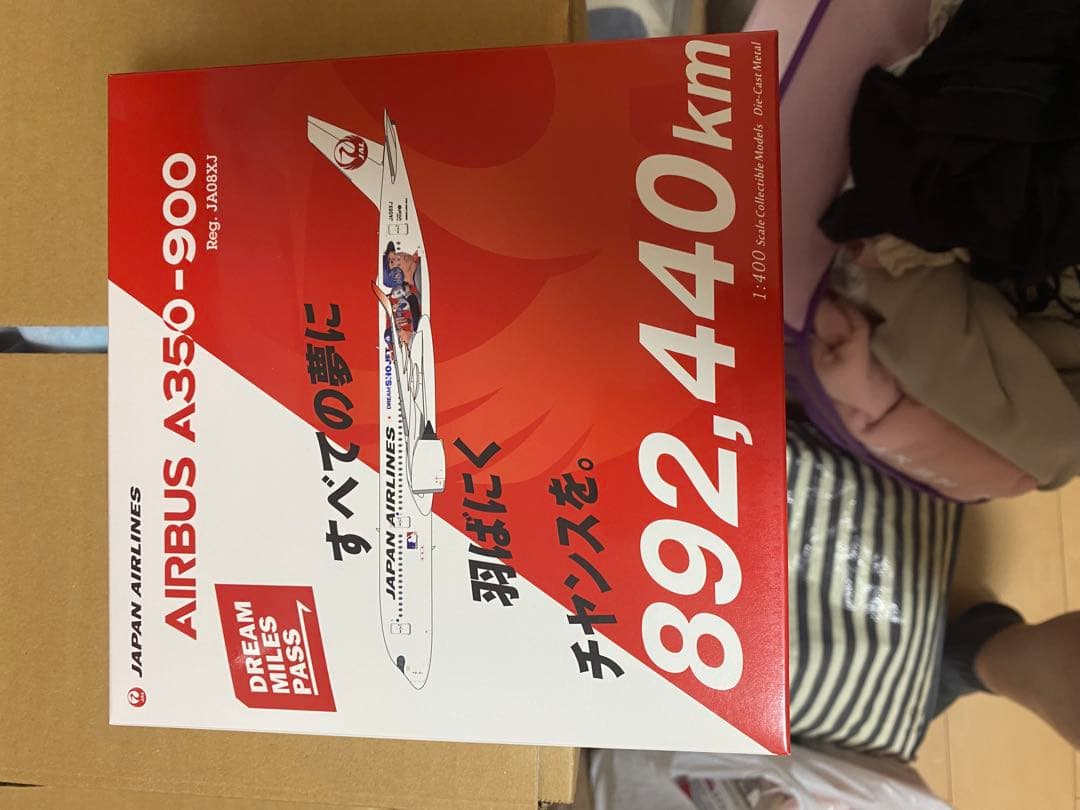 JAPAN AIRLINES
AIRBUS A350-900
Reg. JA08XJ
DREAM
MILES
PASS
すべての夢に
JAL
JAPAN AIRLINES
DREAM SHO
羽ばたく
チャンスを。
892,440km
1:400 Scale Collectible Models Die-Cast Metal